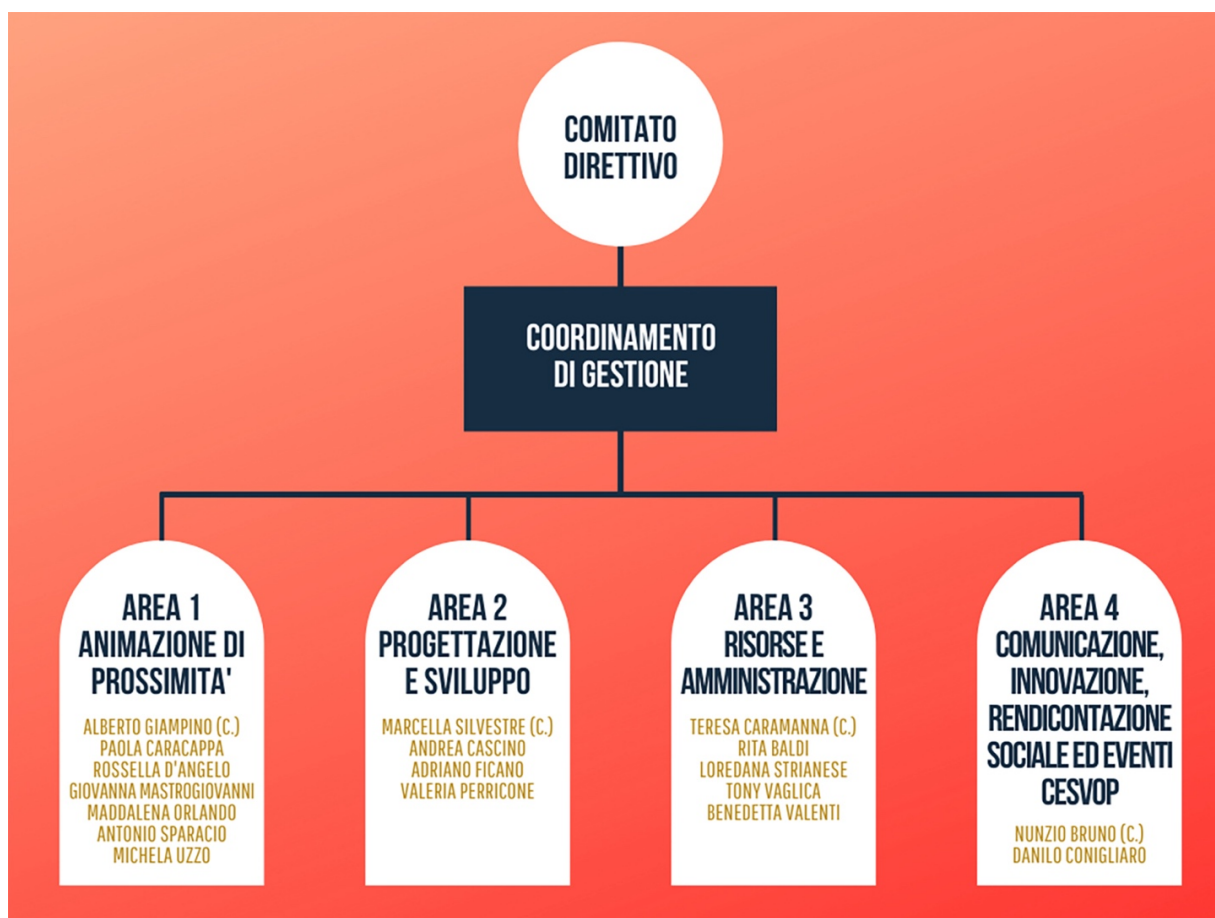 COMITATO
DIRETTIVO
COORDINAMENTO
DI GESTIONE
AREA 1
ANIMAZIONE DI
PROSSIMITA'
ALBERTO GIAMPINO (C.)
PAOLA CARACAPPA
ROSSELLA D'ANGELO
GIOVANNA MASTROGIOVANNI
MADDALENA ORLANDO
ANTONIO SPARACIO
MICHELA UZZO
AREA 2
PROGETTAZIONE
E SVILUPPO
MARCELLA SILVESTRE (C.)
ANDREA CASCINO
ADRIANO FICANO
VALERIA PERRICONE
AREA 3
RISORSE E
AMMINISTRAZIONE
TERESA CARAMANNA (C.)
RITA BALDI
LOREDANA STRIANESE
TONY VAGLICA
BENEDETTA VALENTI
AREA 4
COMUNICAZIONE,
INNOVAZIONE,
RENDICONTAZIONE
SOCIALE ED EVENTI
CESVOP
NUNZIO BRUNO (C.)
DANILO CONIGLIARO